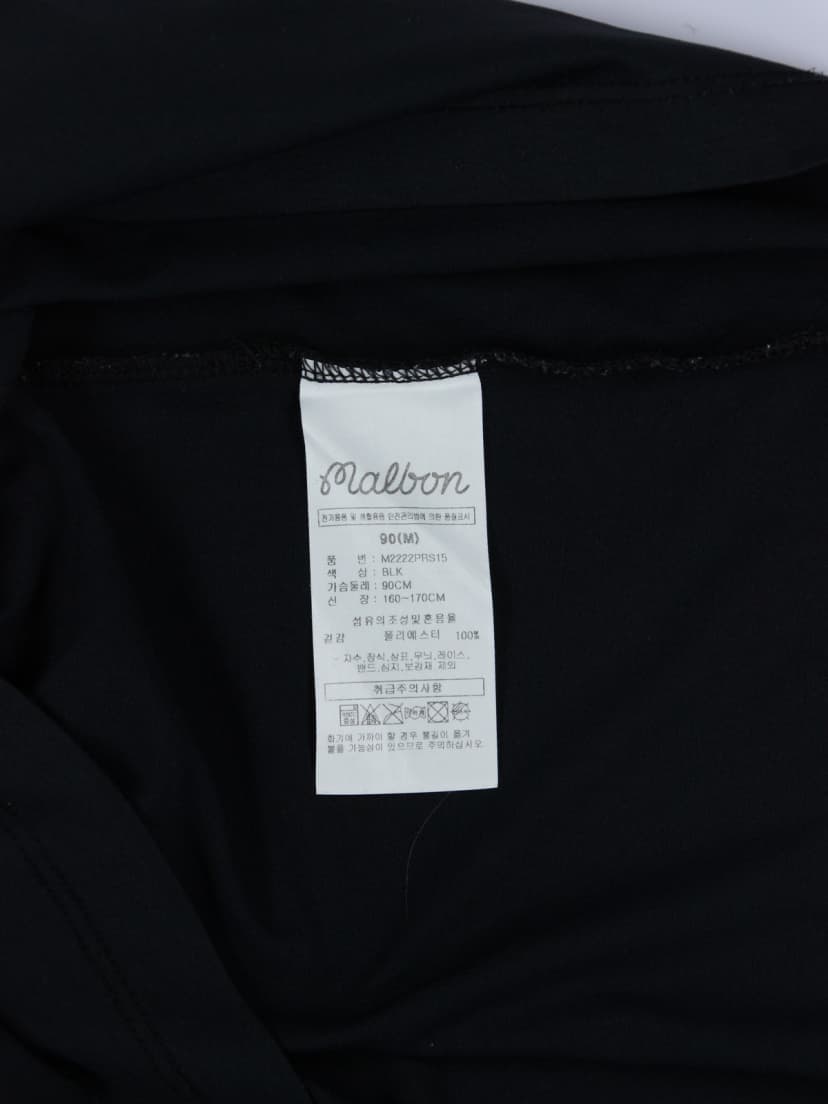 malbon
전기용품 및 생활용품 안전관리법에 의한 품질표시
90(M)
품 번 : M2222PRS15
색 상 : BLK
가슴둘레 : 90CM
신 장 : 160~170CM
섬유의조성및혼용율
겉감 폴리에스터 100%
- 자수,장식,상표,무늬,레이스,
밴드,심지,보강재 제외
취급주의사항
화기에 가까이 할 경우 불길이 옮겨
붙을 가능성이 있으므로 주의하십시오